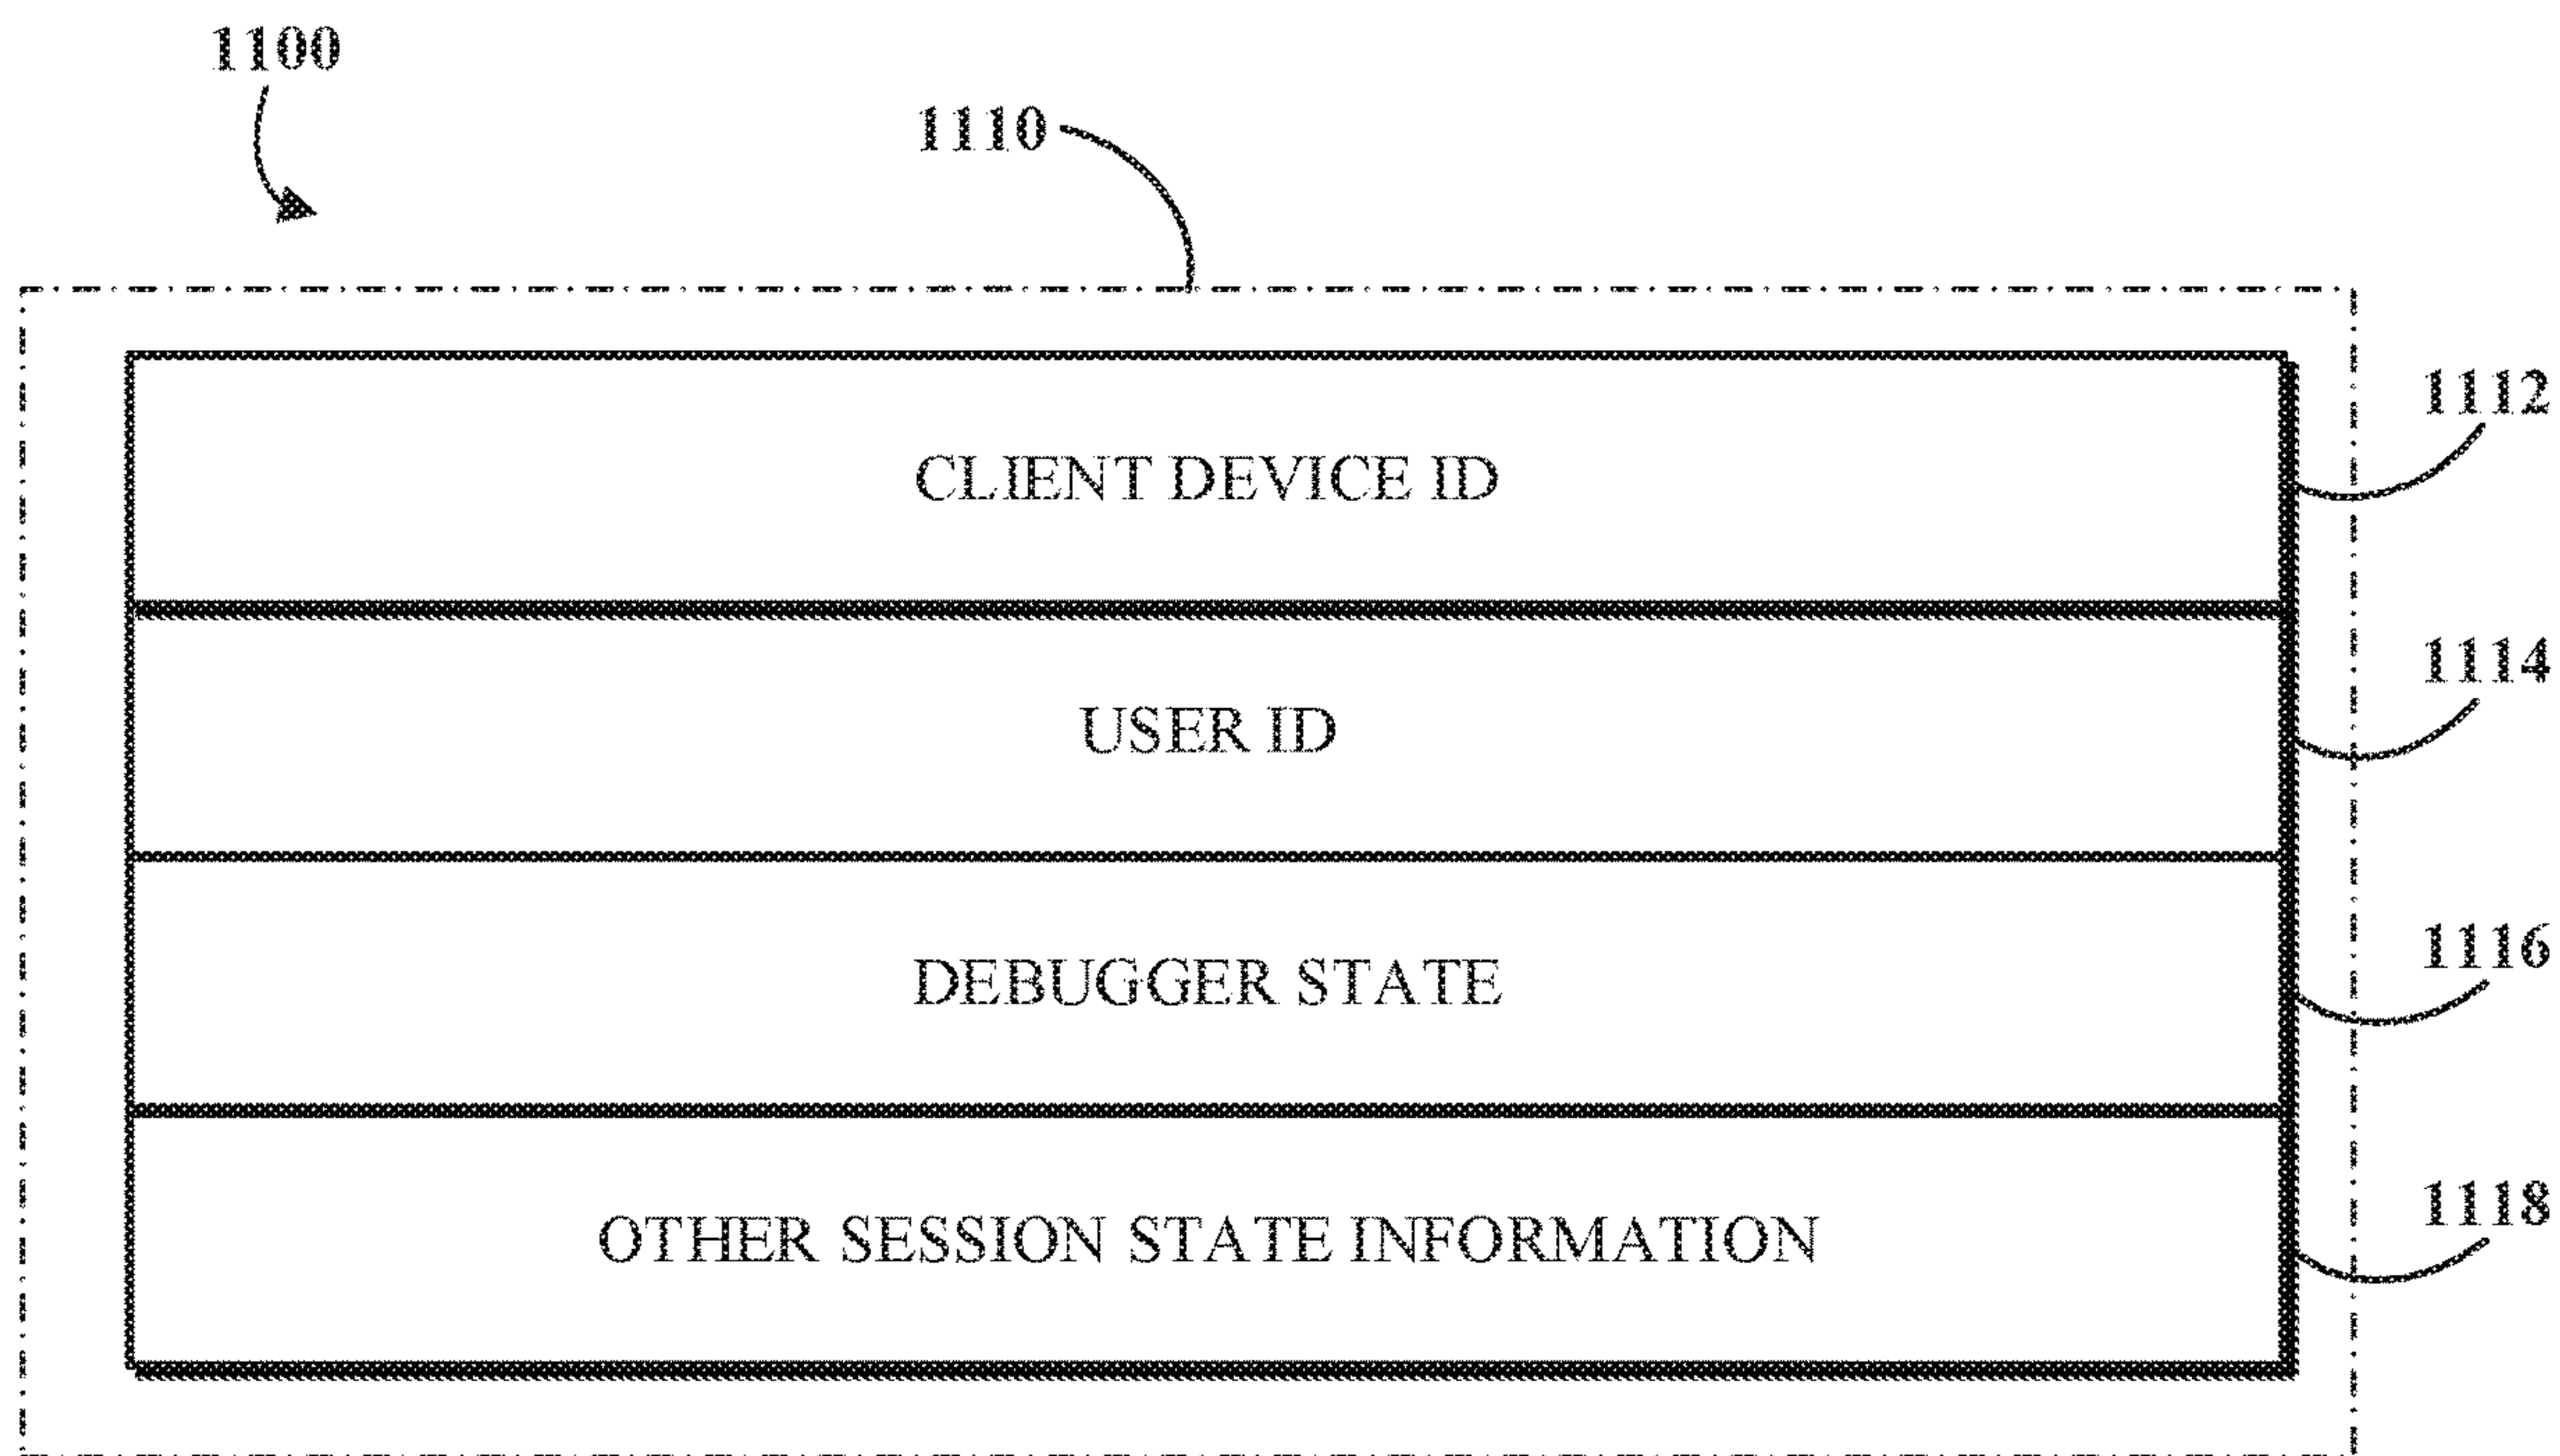 1100
1110
CLIENT DEVICE ID
1112
USER ID
1114
DEBUGGER STATE
1116
OTHER SESSION STATE INFORMATION
1118